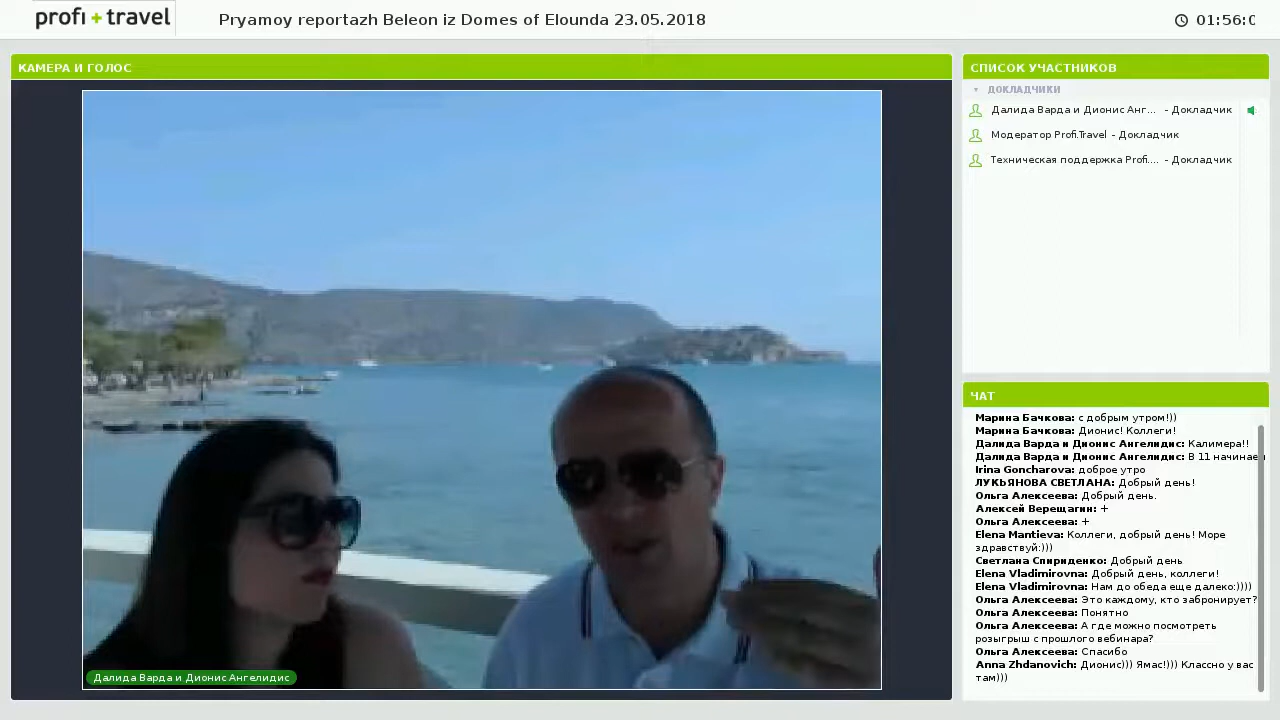 profi + travel
Pryamoy reportazh Beleon iz Domes of Elounda 23.05.2018
01:56:0
КАМЕРА И ГОЛОС
Далида Варда и Дионис Ангелидис
СПИСОК УЧАСТНИКОВ
ДОКЛАДЧИКИ
Далида Варда и Дионис Анг... - Докладчик
Модератор Profi.Travel - Докладчик
Техническая поддержка Profi.... - Докладчик
ЧАТ
Марина Бачкова: с добрым утром!))
Марина Бачкова: Дионис! Коллеги!
Далида Варда и Дионис Ангелидис: Калимера!!
Далида Варда и Дионис Ангелидис: В 11 начинаем
Irina Goncharova: доброе утро
ЛУКЬЯНОВА СВЕТЛАНА: Добрый день!
Ольга Алексеева: Добрый день.
Алексей Верещагин: +
Ольга Алексеева: +
Elena Mantieva: Коллеги, добрый день! Море
здравствуй:)))
Светлана Спириденко: Добрый день
Elena Vladimirovna: Добрый день, коллеги!
Elena Vladimirovna: Нам до обеда еще далеко:))))
Ольга Алексеева: Это каждому, кто забронирует?
Ольга Алексеева: Понятно
Ольга Алексеева: А где можно посмотреть
розыгрыш с прошлого вебинара?
Ольга Алексеева: Спасибо
Anna Zhdanovich: Дионис))) Ямас!)))) Классно у вас
там)))